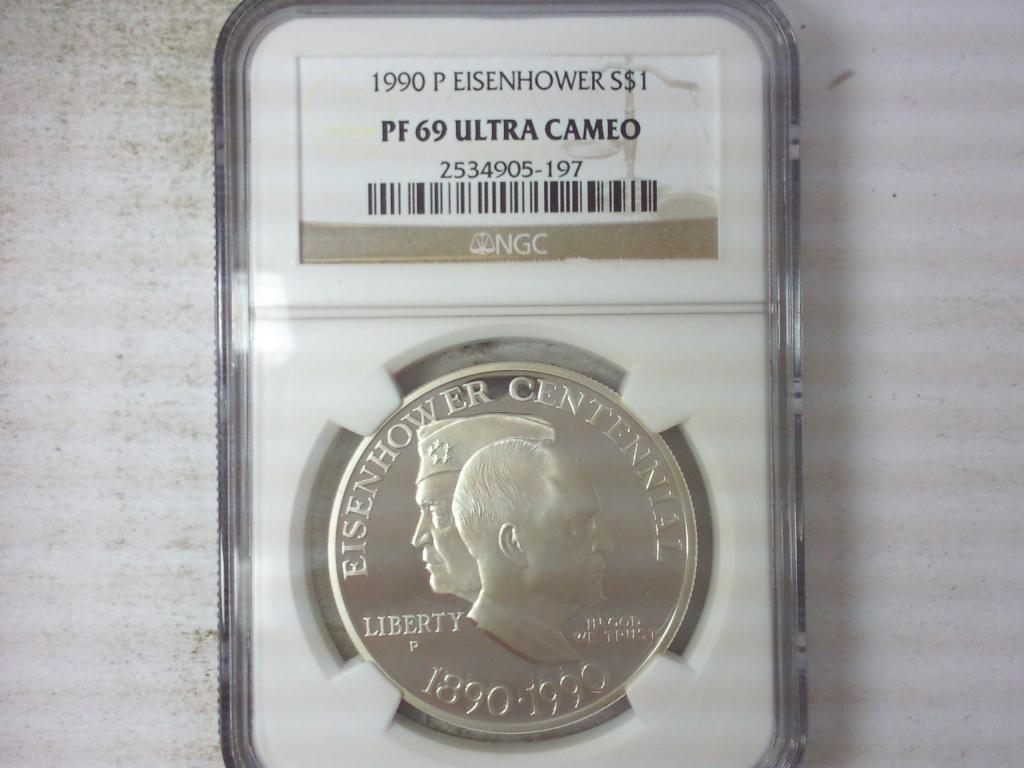 1990 P EISENHOWER S$1
PF 69 ULTRA CAMEO
2534905-197
NGC
EISENHOWER CENTENNIAL
LIBERTY
P
IN GOD
WE TRUST
1890·1990